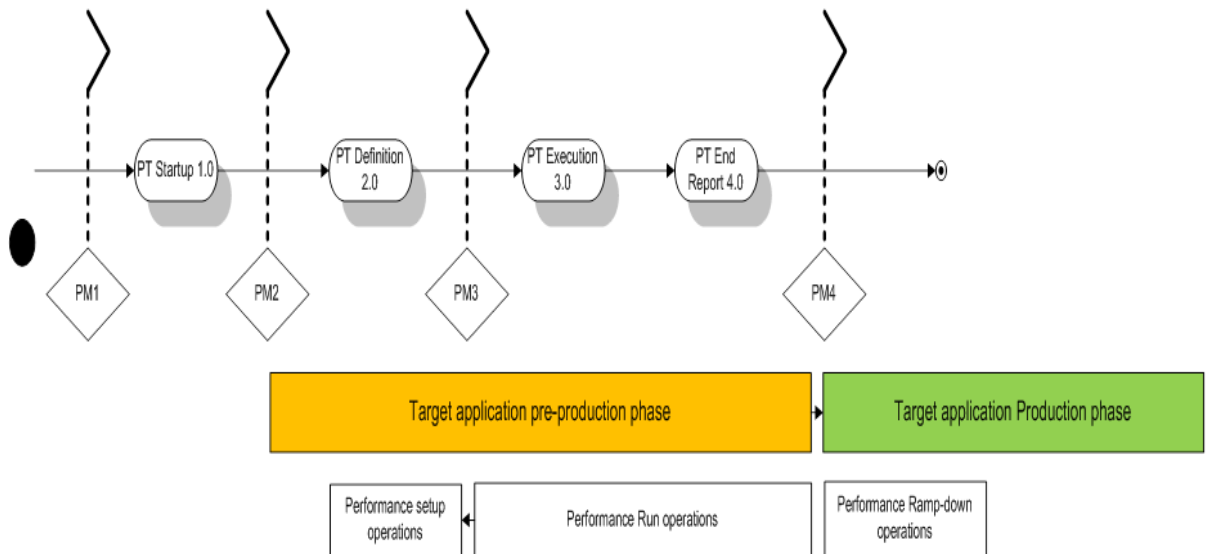 PT Startup 1.0
PT Definition
2.0
PT Execution
3.0
PT End
Report 4.0
PM1
PM2
PM3
PM4
Target application pre-production phase
Target application Production phase
Performance setup
operations
Performance Run operations
Performance Ramp-down
operations